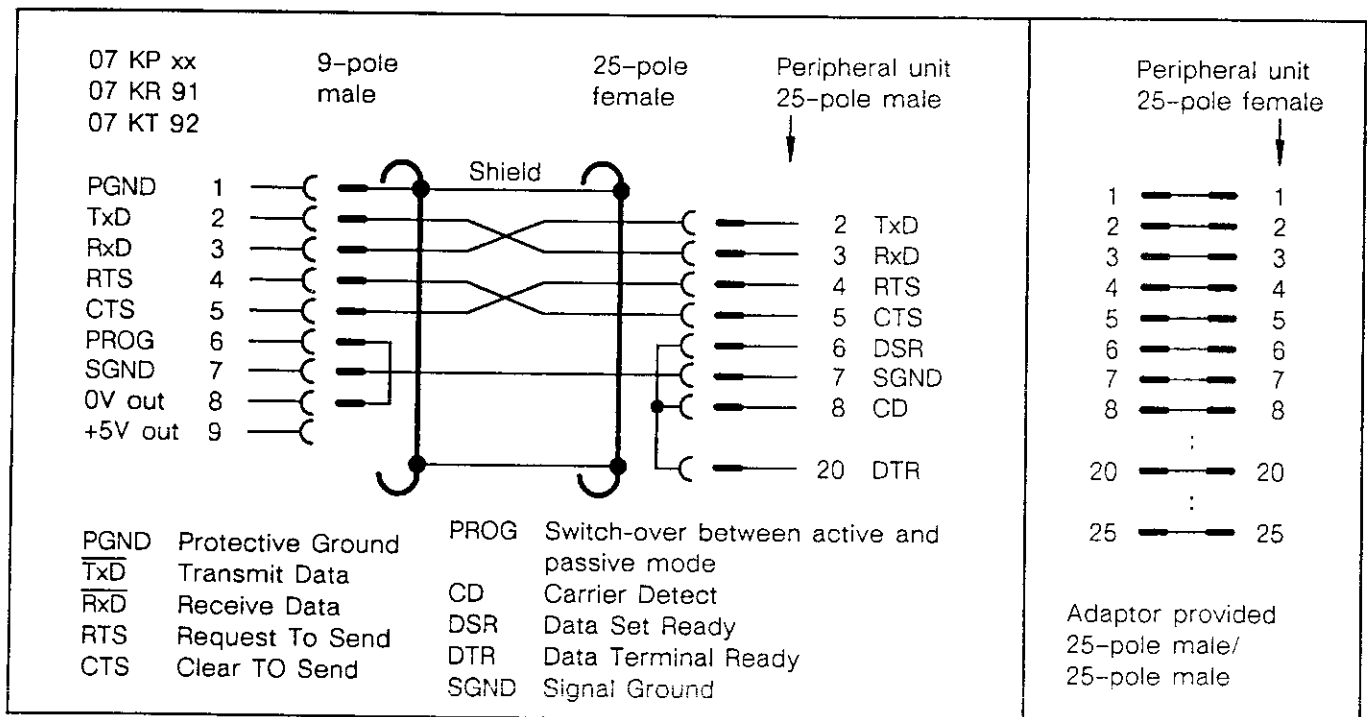 07 KP xx
07 KR 91
07 KT 92
9-pole
male
25-pole
female
Peripheral unit
25-pole male
Shield
PGND 1
TxD 2
RxD 3
RTS 4
CTS 5
PROG 6
SGND 7
0V out 8
+5V out 9
2 TxD
3 RxD
4 RTS
5 CTS
6 DSR
7 SGND
8 CD
20 DTR
PGND Protective Ground
TxD Transmit Data
RxD Receive Data
RTS Request To Send
CTS Clear TO Send
PROG Switch-over between active and
passive mode
CD Carrier Detect
DSR Data Set Ready
DTR Data Terminal Ready
SGND Signal Ground
Peripheral unit
25-pole female
1 1
2 2
3 3
4 4
5 5
6 6
7 7
8 8
:
20 20
:
25 25
Adaptor provided
25-pole male/
25-pole male